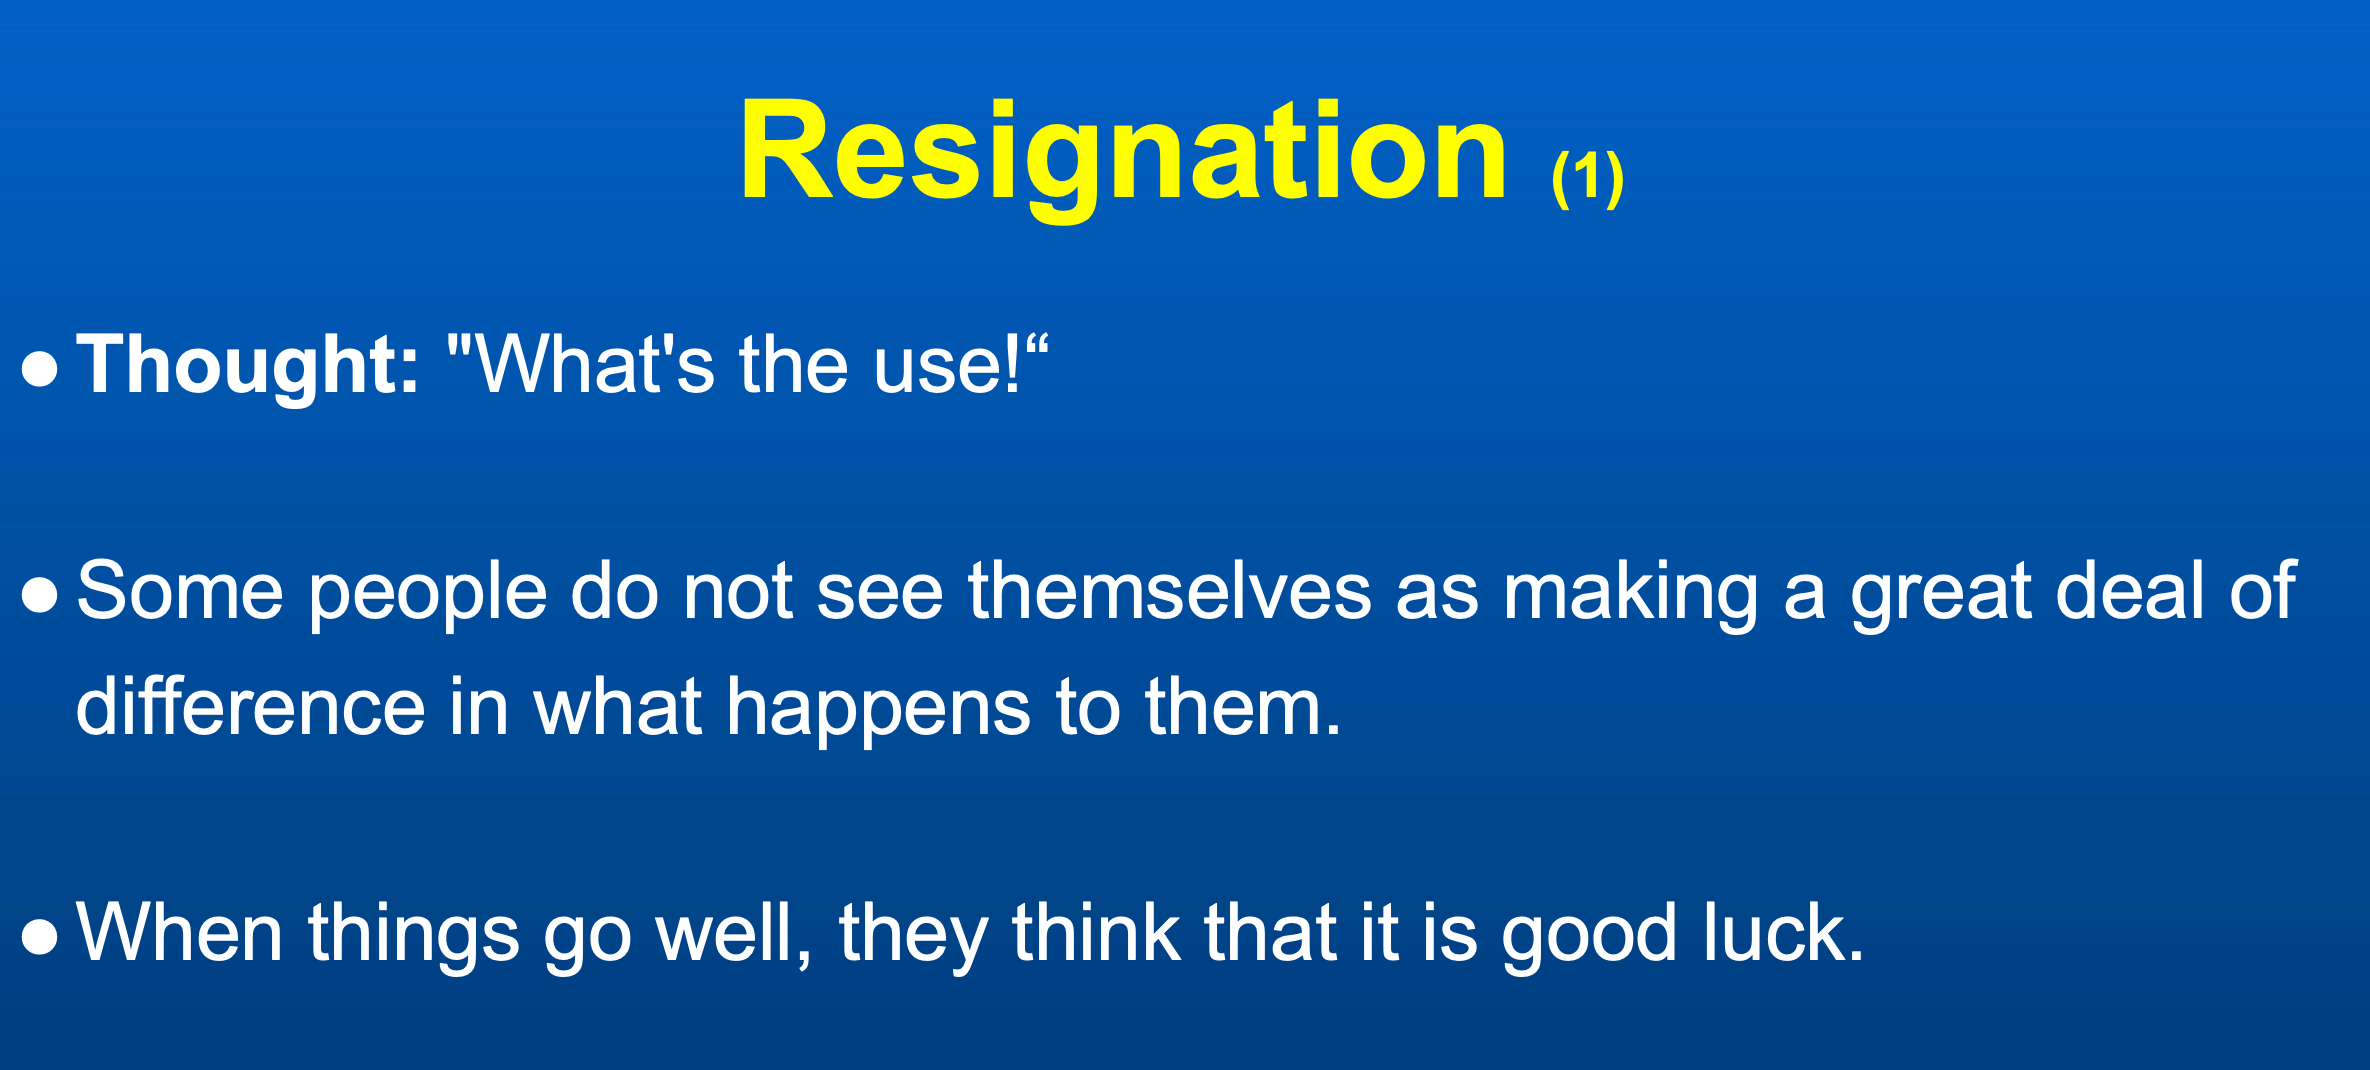 Resignation (1)
● Thought: "What's the use!“
● Some people do not see themselves as making a great deal of
difference in what happens to them.
● When things go well, they think that it is good luck.